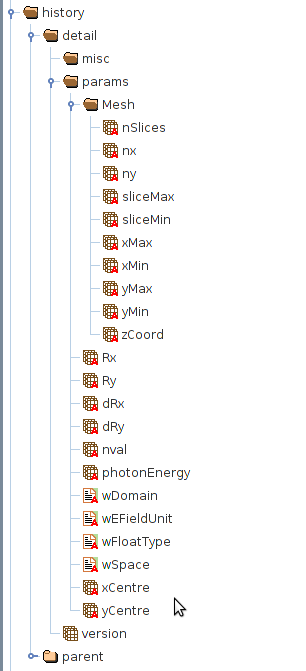 history
detail
misc
params
Mesh
nSlices
nx
ny
sliceMax
sliceMin
xMax
xMin
yMax
yMin
zCoord
Rx
Ry
dRx
dRy
nval
photonEnergy
wDomain
wEFieldUnit
wFloatType
wSpace
xCentre
yCentre
version
parent